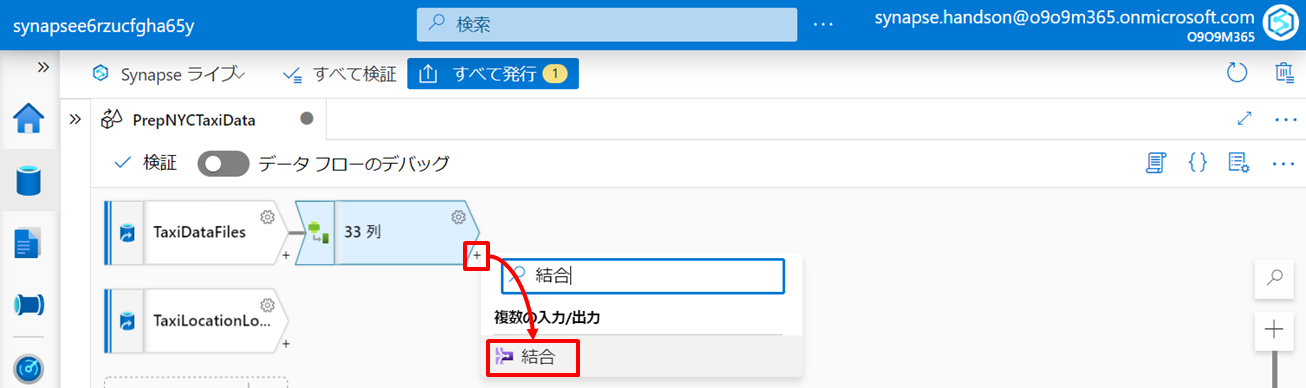 synapsee6rzucfgha65y
検索
synapse.handson@o9o9m365.onmicrosoft.com
O9O9M365
Synapse ライブ
すべて検証
すべて発行 1
PrepNYCTaxiData
検証
データ フローのデバッグ
TaxiDataFiles
33 列
結合
複数の入力/出力
TaxiLocationLo...
結合